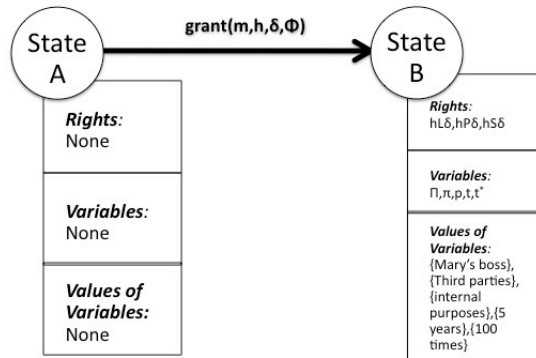 grant(m,h,δ,Φ)
State
A
State
B
Rights:
None
Variables:
None
Values of
Variables:
None
Rights:
hLδ,hPδ,hSδ
Variables:
Π,π,p,t,t*
Values of
Variables:
{Mary's boss},
{Third parties},
{internal
purposes},{5
years},{100
times}